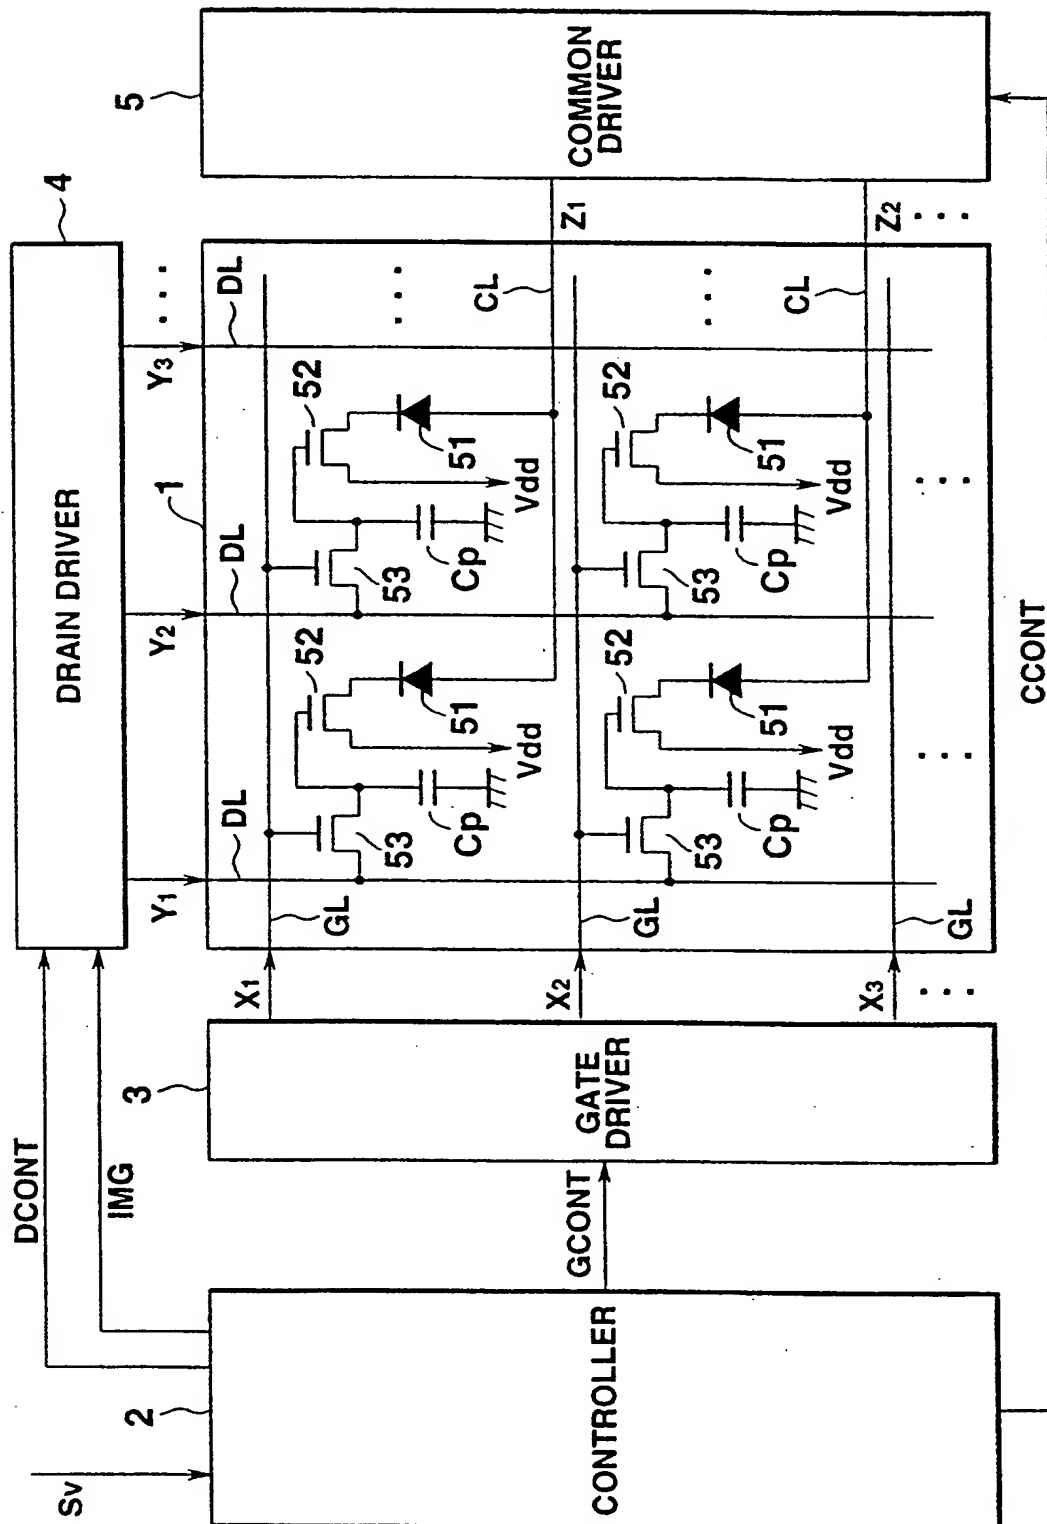 Sv
2
CONTROLLER
DCONT
IMG
GCONT
CCONT
3
GATE
DRIVER
X1
X2
X3
...
4
DRAIN DRIVER
Y1
Y2
Y3
...
1
DL
DL
DL
GL
53
Cp
52
51
Vdd
53
Cp
52
51
Vdd
...
CL
Z1
GL
53
Cp
52
51
Vdd
53
Cp
52
51
Vdd
...
CL
Z2
...
GL
...
...
5
COMMON
DRIVER